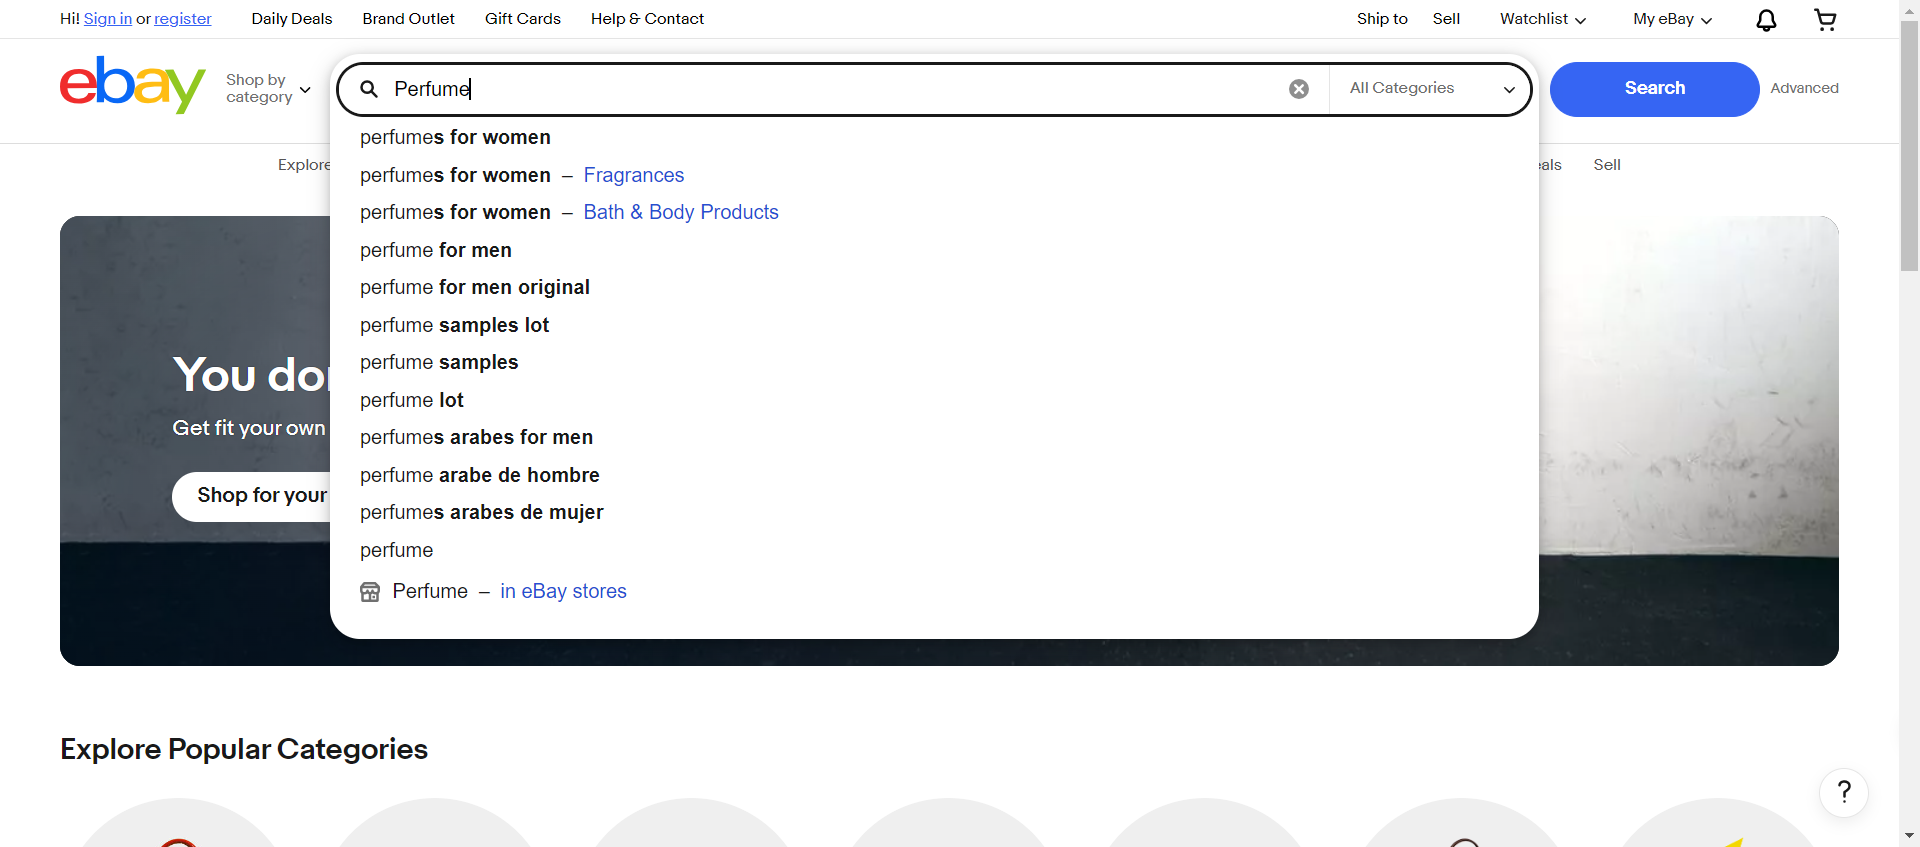 Hi! Sign in or register Daily Deals Brand Outlet Gift Cards Help & Contact Ship to Sell Watchlist My eBay
ebay
Shop by
category
Perfume
All Categories
Search
Advanced
perfumes for women
perfumes for women – Fragrances
perfumes for women – Bath & Body Products
perfume for men
perfume for men original
perfume samples lot
perfume samples
perfume lot
perfumes arabes for men
perfume arabe de hombre
perfumes arabes de mujer
perfume
Perfume – in eBay stores
Explore
Sell
You
Get fit your own
Shop for your
Explore Popular Categories
?